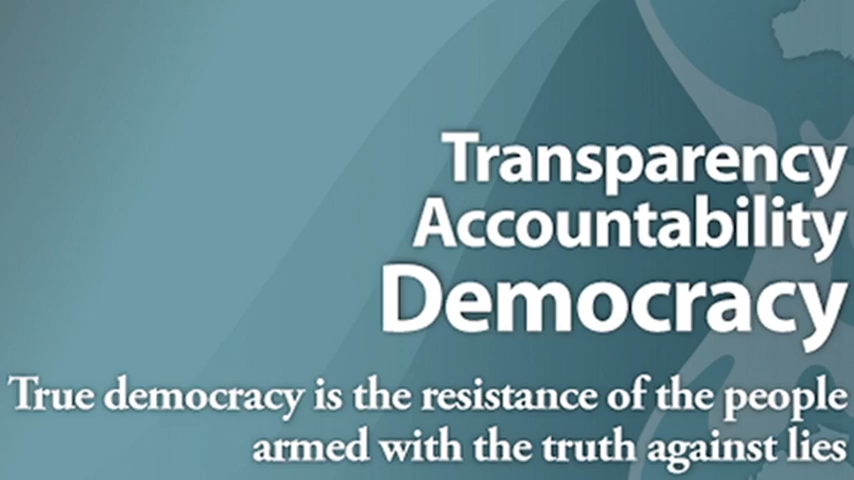 Transparency
Accountability
Democracy
True democracy is the resistance of the people
armed with the truth against lies